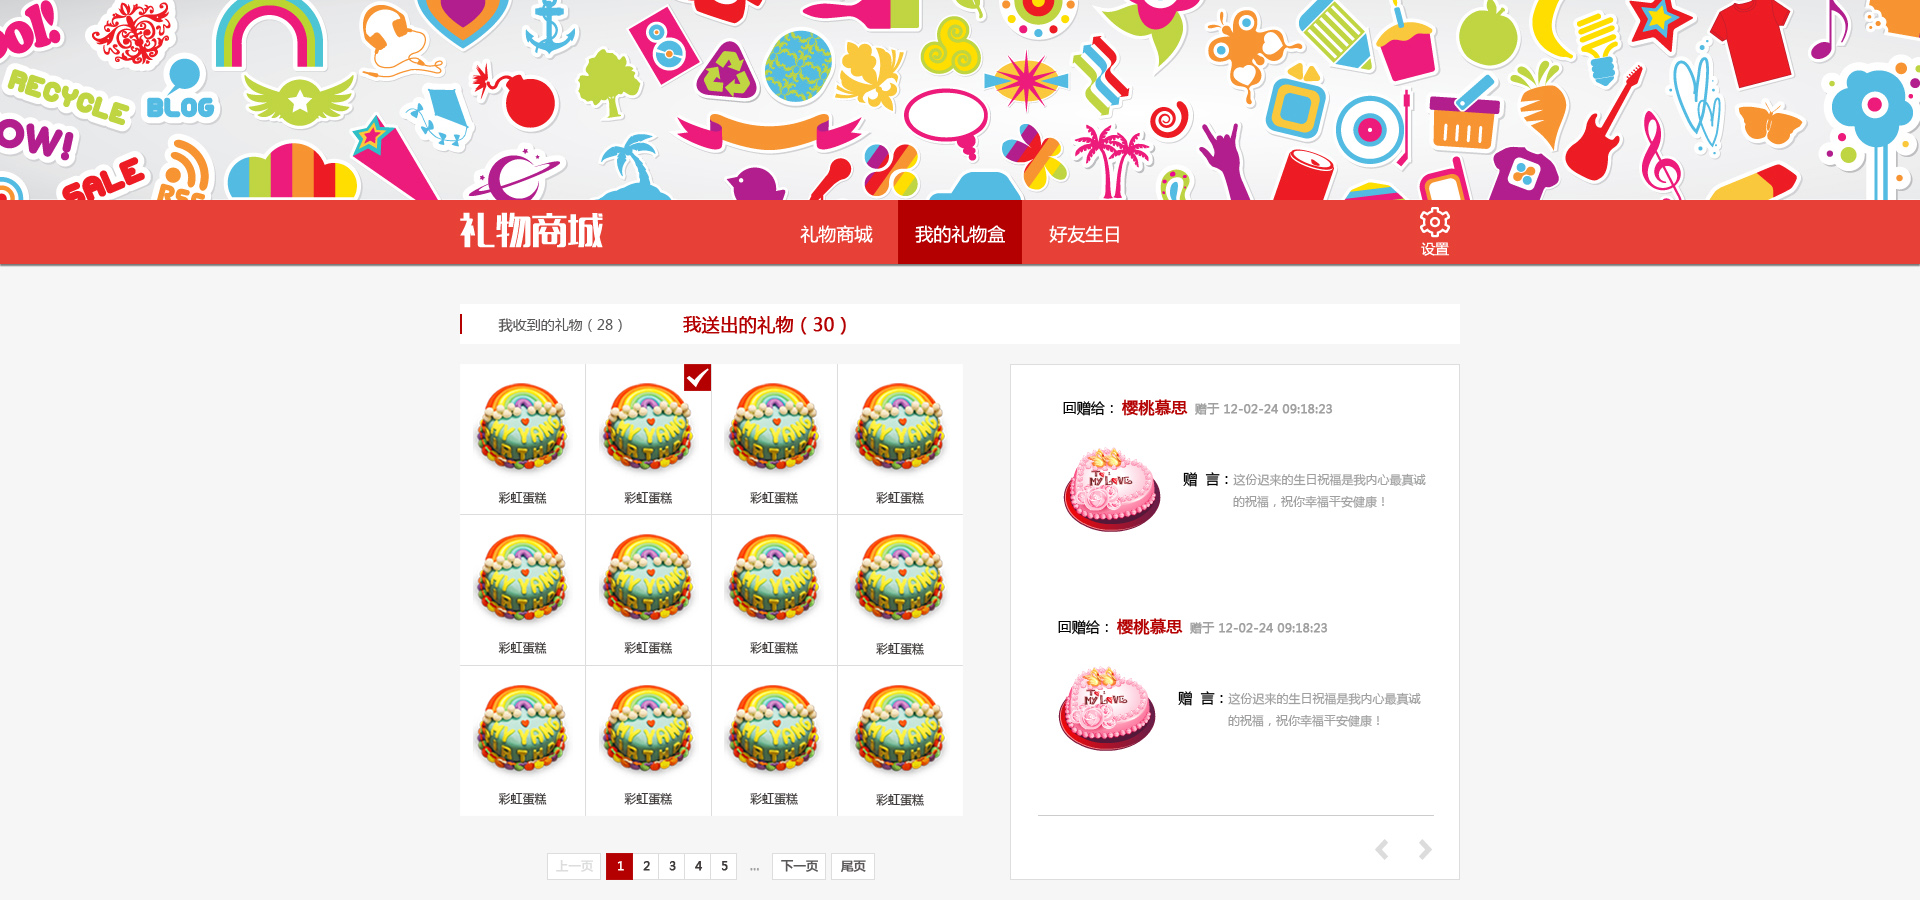 OOL!
RECYCLE
BLOG
OW!
SALE
RSS
礼物商城
礼物商城
我的礼物盒
好友生日
设置
我收到的礼物（28）
我送出的礼物（30）
彩虹蛋糕
彩虹蛋糕
彩虹蛋糕
彩虹蛋糕
彩虹蛋糕
彩虹蛋糕
彩虹蛋糕
彩虹蛋糕
彩虹蛋糕
彩虹蛋糕
彩虹蛋糕
彩虹蛋糕
上一页 1 2 3 4 5 ... 下一页 尾页
回赠给： 樱桃慕思 赠于 12-02-24 09:18:23
To:
My LOVE
赠 言：这份迟来的生日祝福是我内心最真诚
的祝福，祝你幸福平安健康！
回赠给： 樱桃慕思 赠于 12-02-24 09:18:23
To:
My LOVE
赠 言：这份迟来的生日祝福是我内心最真诚
的祝福，祝你幸福平安健康！